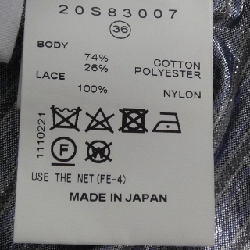 20S83007
36
BODY
74% COTTON
26% POLYESTER
LACE
100% NYLON
1110221
F W
USE THE NET(FE-4)
MADE IN JAPAN